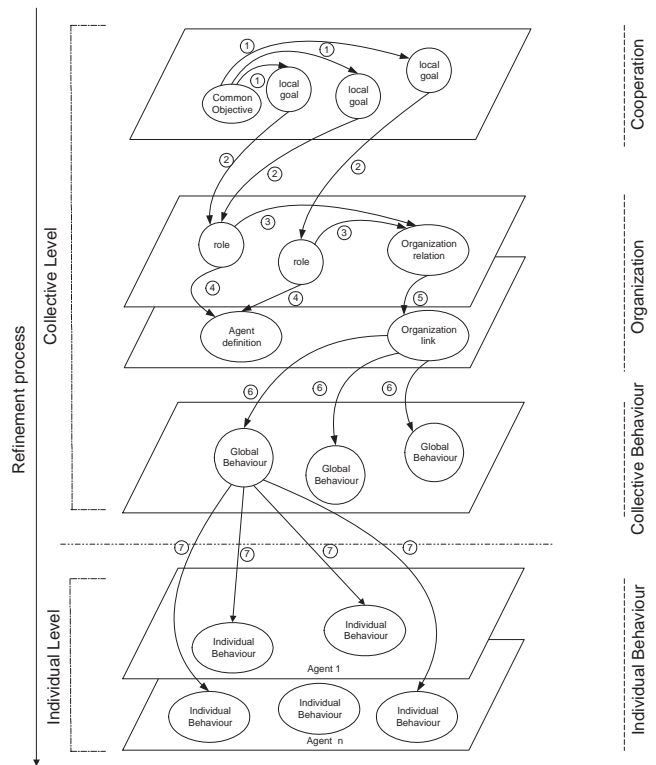 1
1
1
Common
Objective
local
goal
local
goal
local
goal
Cooperation
2
2
2
role
3
role
3
Organization
relation
4
4
5
Agent
definition
Organization
link
Organization
Collective Level
Refinement process
6
6
6
Global
Behaviour
Global
Behaviour
Global
Behaviour
Collective Behaviour
7
7
7
7
Individual
Behaviour
Individual
Behaviour
Agent 1
Individual
Behaviour
Individual
Behaviour
Individual
Behaviour
Agent n
Individual Level
Individual Behaviour